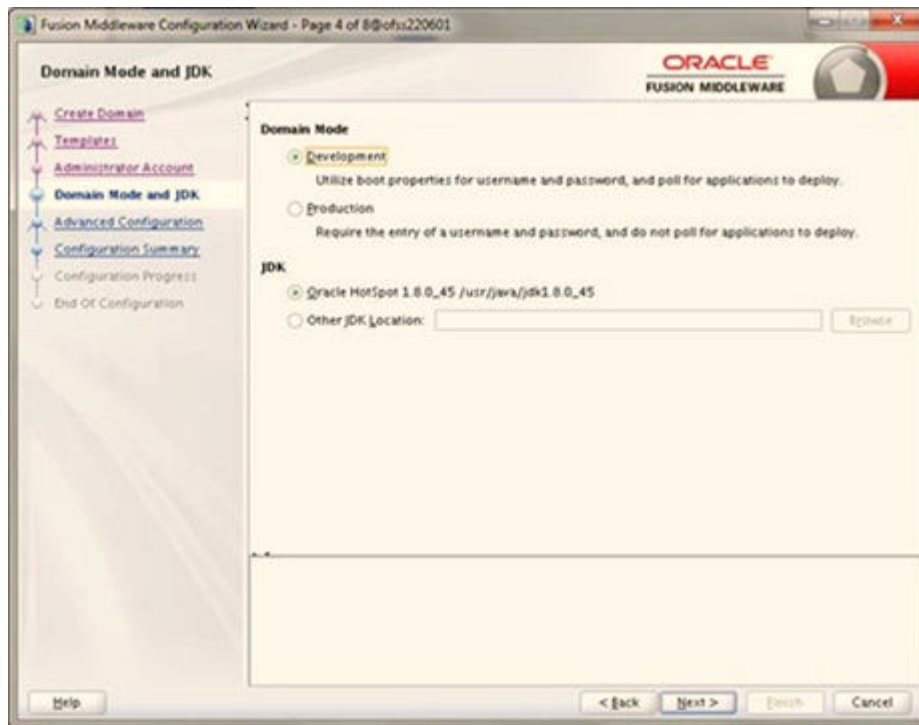 Fusion Middleware Configuration Wizard - Page 4 of 8@ofss220601
Domain Mode and JDK
ORACLE
FUSION MIDDLEWARE
Create Domain
Templates
Administrator Account
Domain Mode and JDK
Advanced Configuration
Configuration Summary
Configuration Progress
End Of Configuration
Domain Mode
Development
Utilize boot properties for username and password, and poll for applications to deploy.
Production
Require the entry of a username and password, and do not poll for applications to deploy.
JDK
Oracle HotSpot 1.8.0_45 /usr/java/jdk1.8.0_45
Other JDK Location:
Browse
Help
< Back
Next >
Finish
Cancel